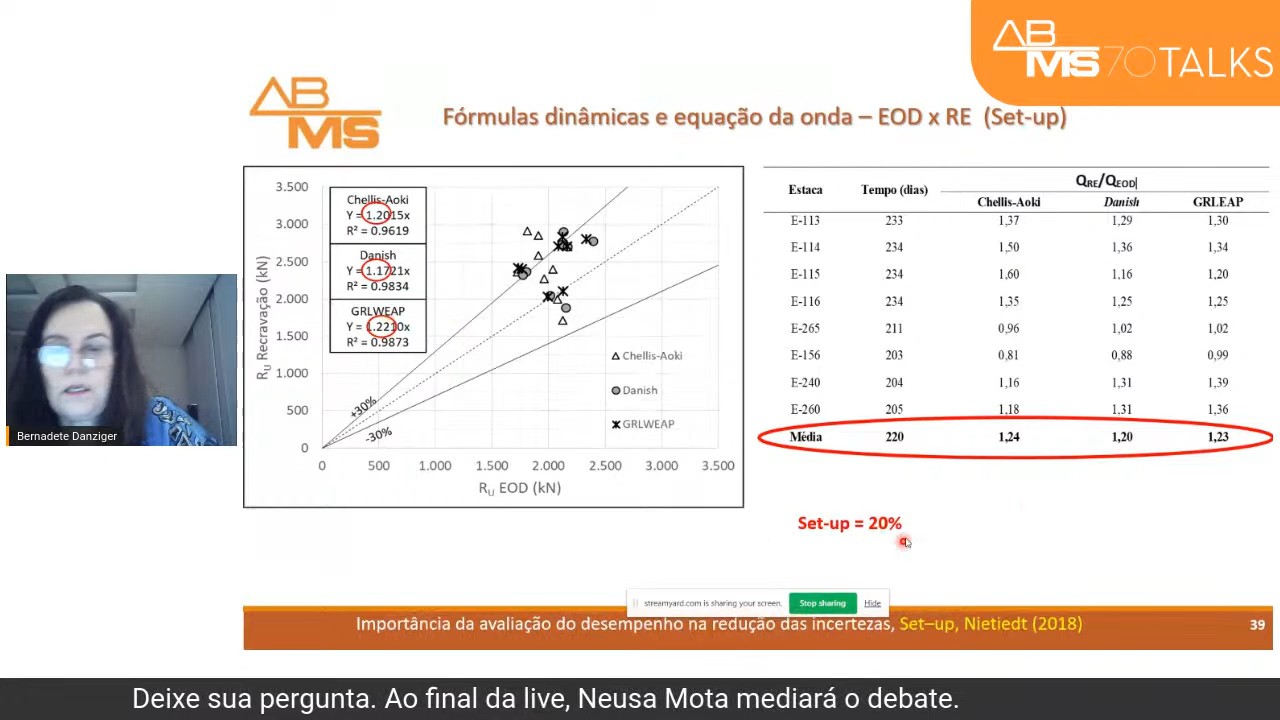 AB
MS 70 TALKS
AB
MS
Fórmulas dinâmicas e equação da onda – EOD x RE (Set-up)
3.500
3.000
2.500
2.000
1.500
1.000
500
0
RU Recravação (kN)
Chellis-Aoki
Y = 1.2015x
R² = 0.9619
Danish
Y = 1.1721x
R² = 0.9834
GRLWEAP
Y = 1.2210x
R² = 0.9873
+30%
-30%
Chellis-Aoki
Danish
GRLWEAP
0 500 1.000 1.500 2.000 2.500 3.000 3.500
RU EOD (kN)
Estaca Tempo (dias) QRE/QEOD
Chellis-Aoki Danish GRLEAP
E-113 233 1,37 1,29 1,30
E-114 234 1,50 1,36 1,34
E-115 234 1,60 1,16 1,20
E-116 234 1,35 1,25 1,25
E-265 211 0,96 1,02 1,02
E-156 203 0,81 0,88 0,99
E-240 204 1,16 1,31 1,39
E-260 205 1,18 1,31 1,36
Média 220 1,24 1,20 1,23
Set-up = 20%
Bernadete Danziger
streamyard.com is sharing your screen. Stop sharing Hide
Importância da avaliação do desempenho na redução das incertezas, Set–up, Nietiedt (2018)
39
Deixe sua pergunta. Ao final da live, Neusa Mota mediará o debate.